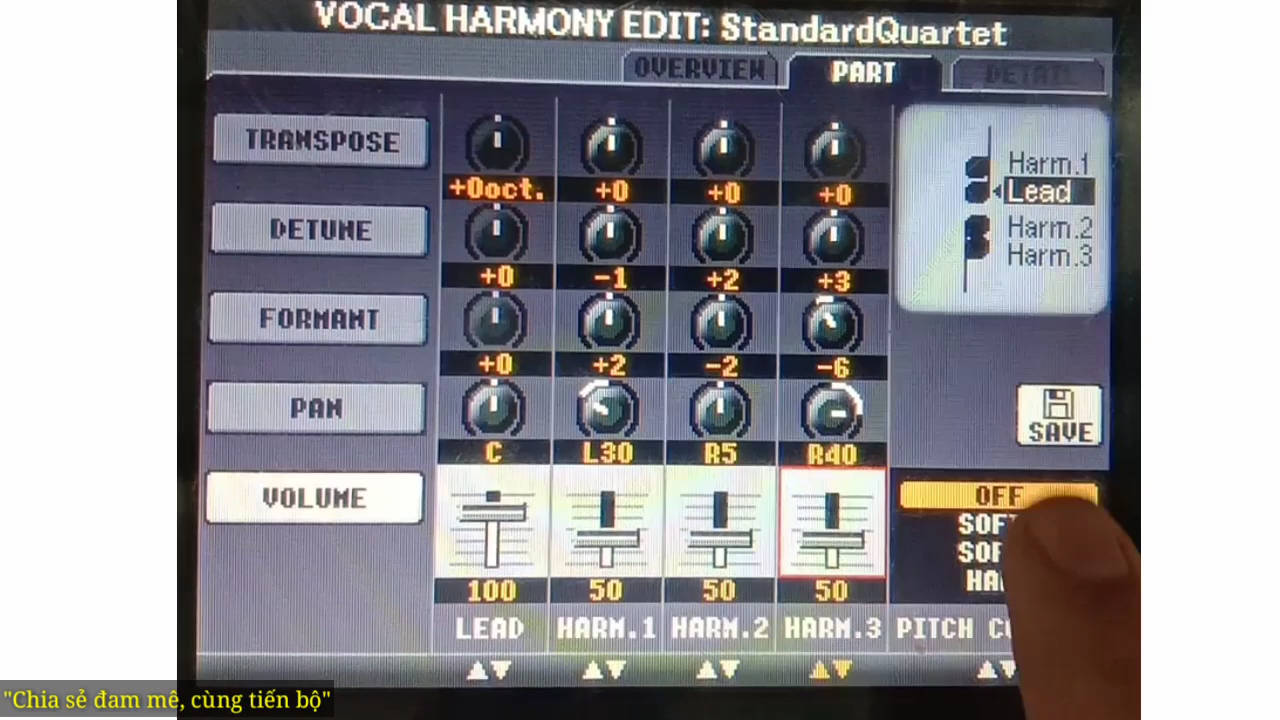 VOCAL HARMONY EDIT: StandardQuartet
OVERVIEW PART
TRANSPOSE
+0oct. +0 +0 +0
Harm.1
Lead
Harm.2
Harm.3
DETUNE
+0 -1 +2 +3
FORMANT
+0 +2 -2 -6
PAN
C L30 R5 R40
SAVE
VOLUME
OFF
100 50 50 50
LEAD HARM.1 HARM.2 HARM.3 PITCH
"Chia sẻ đam mê, cùng tiến bộ"